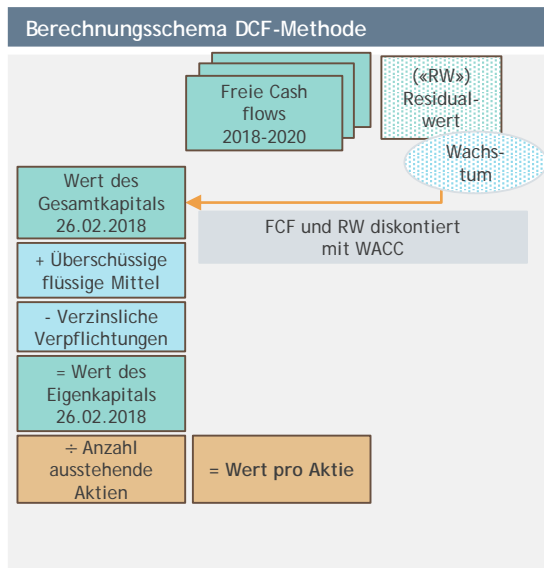 Berechnungsschema DCF-Methode
Freie Cash
flows
2018-2020
(«RW»)
Residual-
wert
Wachs-
tum
Wert des
Gesamtkapitals
26.02.2018
FCF und RW diskontiert
mit WACC
+ Überschüssige
flüssige Mittel
- Verzinsliche
Verpflichtungen
= Wert des
Eigenkapitals
26.02.2018
÷ Anzahl
ausstehende
Aktien
= Wert pro Aktie